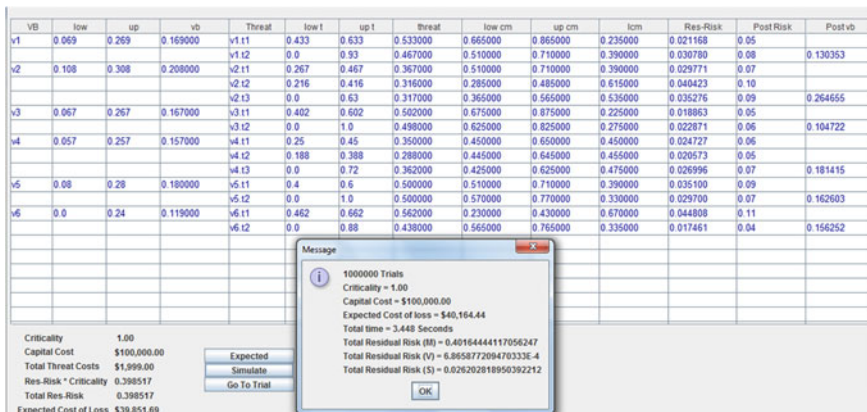 VB low up vb Threat low t up t threat low cm up cm lcm Res-Risk Post Risk Post vb
v1 0.069 0.269 0.169000 v1.t1 0.433 0.633 0.533000 0.665000 0.865000 0.235000 0.021168 0.05
v1.t2 0.0 0.93 0.467000 0.510000 0.710000 0.390000 0.030780 0.08 0.130353
v2 0.108 0.308 0.208000 v2.t1 0.267 0.467 0.367000 0.510000 0.710000 0.390000 0.029771 0.07
v2.t2 0.216 0.416 0.316000 0.285000 0.485000 0.615000 0.040423 0.10
v2.t3 0.0 0.63 0.317000 0.365000 0.565000 0.535000 0.035276 0.09 0.264655
v3 0.067 0.267 0.167000 v3.t1 0.402 0.602 0.502000 0.675000 0.875000 0.225000 0.018863 0.05
v3.t2 0.0 1.0 0.498000 0.625000 0.825000 0.275000 0.022871 0.06 0.104722
v4 0.057 0.257 0.157000 v4.t1 0.25 0.45 0.350000 0.450000 0.650000 0.450000 0.024727 0.06
v4.t2 0.188 0.388 0.288000 0.445000 0.645000 0.455000 0.020573 0.05
v4.t3 0.0 0.72 0.362000 0.425000 0.625000 0.475000 0.026996 0.07 0.181415
v5 0.08 0.28 0.180000 v5.t1 0.4 0.6 0.500000 0.510000 0.710000 0.390000 0.035100 0.09
v5.t2 0.0 1.0 0.500000 0.570000 0.770000 0.330000 0.029700 0.07 0.162603
v6 0.0 0.24 0.119000 v6.t1 0.462 0.662 0.562000 0.230000 0.430000 0.670000 0.044808 0.11
v6.t2 0.0 0.88 0.438000 0.565000 0.765000 0.335000 0.017461 0.04 0.156252
Message
1000000 Trials
Criticality = 1.00
Capital Cost = $100,000.00
Expected Cost of loss = $40,164.44
Total time = 3.448 Seconds
Total Residual Risk (M) = 0.40164444117056247
Total Residual Risk (V) = 6.865877209470333E-4
Total Residual Risk (S) = 0.026202818950392212
OK
Criticality 1.00
Capital Cost $100,000.00
Total Threat Costs $1,999.00
Res-Risk * Criticality 0.398517
Total Res-Risk 0.398517
Expected Cost of Loss $39,851.69
Expected
Simulate
Go To Trial